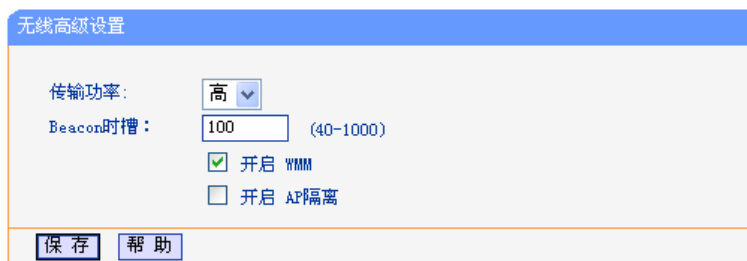 无线高级设置
传输功率: 高
Beacon时槽： 100 (40-1000)
开启 WMM
开启 AP隔离
保 存 帮 助